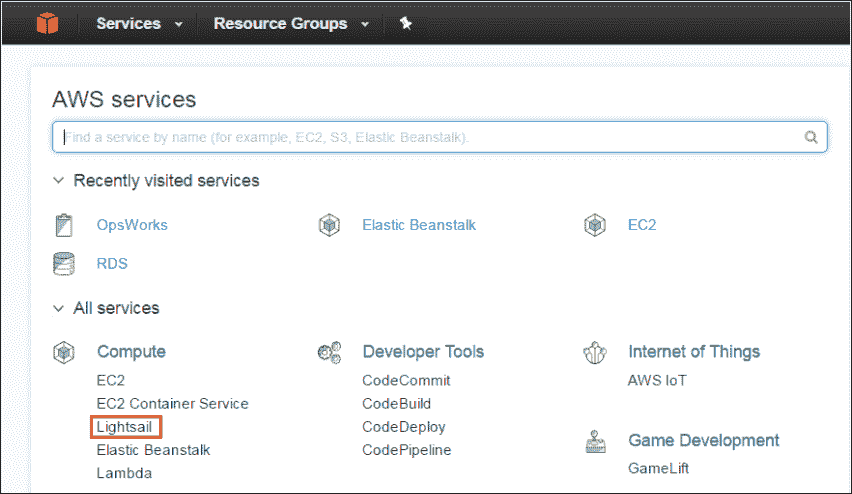 Services Resource Groups
AWS services
Find a service by name (for example, EC2, S3, Elastic Beanstalk).
Recently visited services
OpsWorks Elastic Beanstalk EC2
RDS
All services
Compute Developer Tools Internet of Things
EC2 CodeCommit AWS IoT
EC2 Container Service CodeBuild
Lightsail CodeDeploy
Elastic Beanstalk CodePipeline Game Development
Lambda GameLift